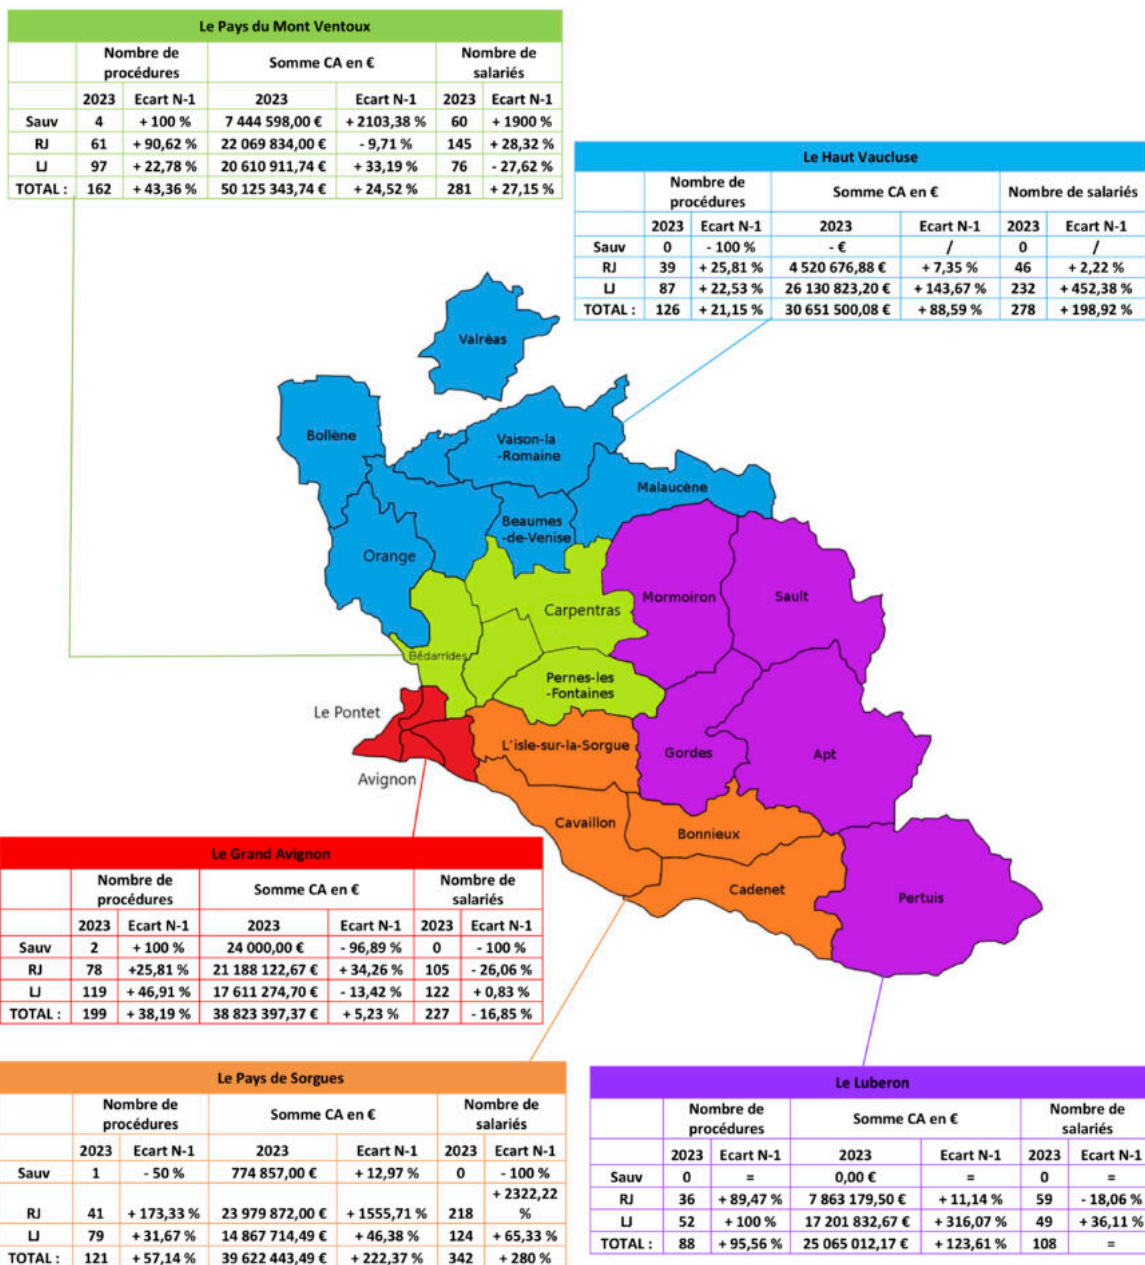 Le Pays du Mont Ventoux
Nombre de procédures Somme CA en € Nombre de salariés
2023 Ecart N-1 2023 Ecart N-1 2023 Ecart N-1
Sauv 4 + 100 % 7 444 598,00 € + 2103,38 % 60 + 1900 %
RJ 61 + 90,62 % 22 069 834,00 € - 9,71 % 145 + 28,32 %
LJ 97 + 22,78 % 20 610 911,74 € + 33,19 % 76 - 27,62 %
TOTAL : 162 + 43,36 % 50 125 343,74 € + 24,52 % 281 + 27,15 %
Le Haut Vaucluse
Nombre de procédures Somme CA en € Nombre de salariés
2023 Ecart N-1 2023 Ecart N-1 2023 Ecart N-1
Sauv 0 - 100 % - € / 0 /
RJ 39 + 25,81 % 4 520 676,88 € + 7,35 % 46 + 2,22 %
LJ 87 + 22,53 % 26 130 823,20 € + 143,67 % 232 + 452,38 %
TOTAL : 126 + 21,15 % 30 651 500,08 € + 88,59 % 278 + 198,92 %
Valréas
Bollène
Vaison-la
-Romaine
Malaucène
Beaumes
-de-Venise
Orange
Mormoiron
Sault
Carpentras
Bédarrides
Pernes-les
-Fontaines
Le Pontet
L'isle-sur-la-Sorgue
Gordes
Apt
Avignon
Cavaillon
Bonnieux
Cadenet
Pertuis
Le Grand Avignon
Nombre de procédures Somme CA en € Nombre de salariés
2023 Ecart N-1 2023 Ecart N-1 2023 Ecart N-1
Sauv 2 + 100 % 24 000,00 € - 96,89 % 0 - 100 %
RJ 78 +25,81 % 21 188 122,67 € + 34,26 % 105 - 26,06 %
LJ 119 + 46,91 % 17 611 274,70 € - 13,42 % 122 + 0,83 %
TOTAL : 199 + 38,19 % 38 823 397,37 € + 5,23 % 227 - 16,85 %
Le Pays de Sorgues
Nombre de procédures Somme CA en € Nombre de salariés
2023 Ecart N-1 2023 Ecart N-1 2023 Ecart N-1
Sauv 1 - 50 % 774 857,00 € + 12,97 % 0 - 100 %
RJ 41 + 173,33 % 23 979 872,00 € + 1555,71 % 218 + 2322,22 %
LJ 79 + 31,67 % 14 867 714,49 € + 46,38 % 124 + 65,33 %
TOTAL : 121 + 57,14 % 39 622 443,49 € + 222,37 % 342 + 280 %
Le Luberon
Nombre de procédures Somme CA en € Nombre de salariés
2023 Ecart N-1 2023 Ecart N-1 2023 Ecart N-1
Sauv 0 = 0,00 € = 0 =
RJ 36 + 89,47 % 7 863 179,50 € + 11,14 % 59 - 18,06 %
LJ 52 + 100 % 17 201 832,67 € + 316,07 % 49 + 36,11 %
TOTAL : 88 + 95,56 % 25 065 012,17 € + 123,61 % 108 =